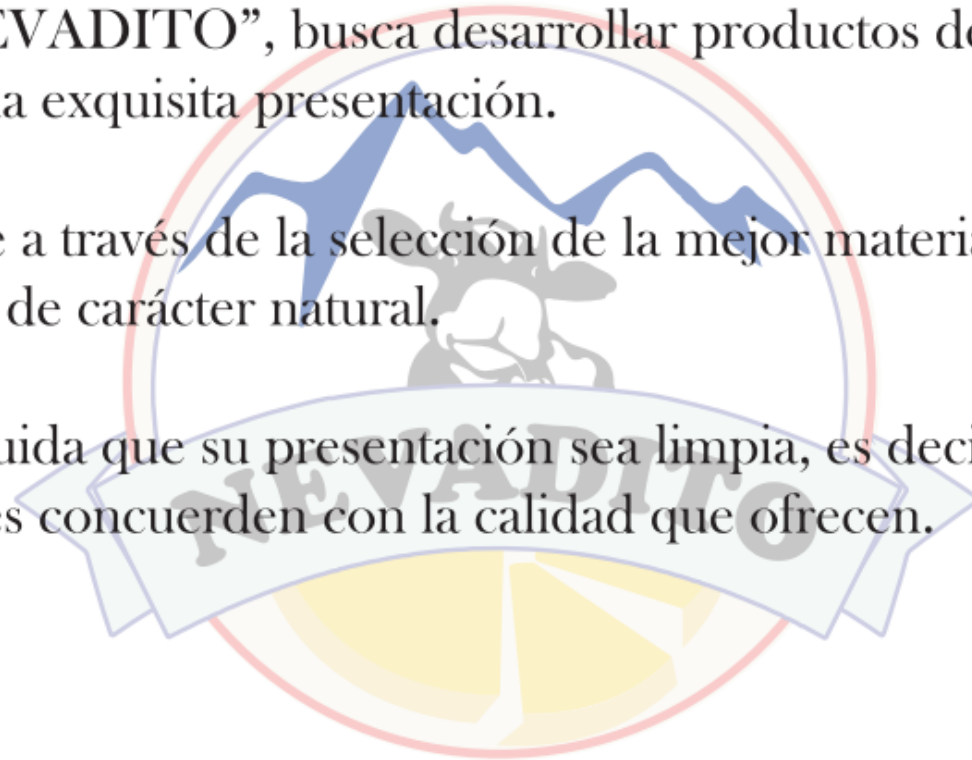 EVADITO”, busca desarrollar productos de
a exquisita presentación.
e a través de la selección de la mejor materia
de carácter natural.
uida que su presentación sea limpia, es deci
es concuerden con la calidad que ofrecen.
NEVADITO